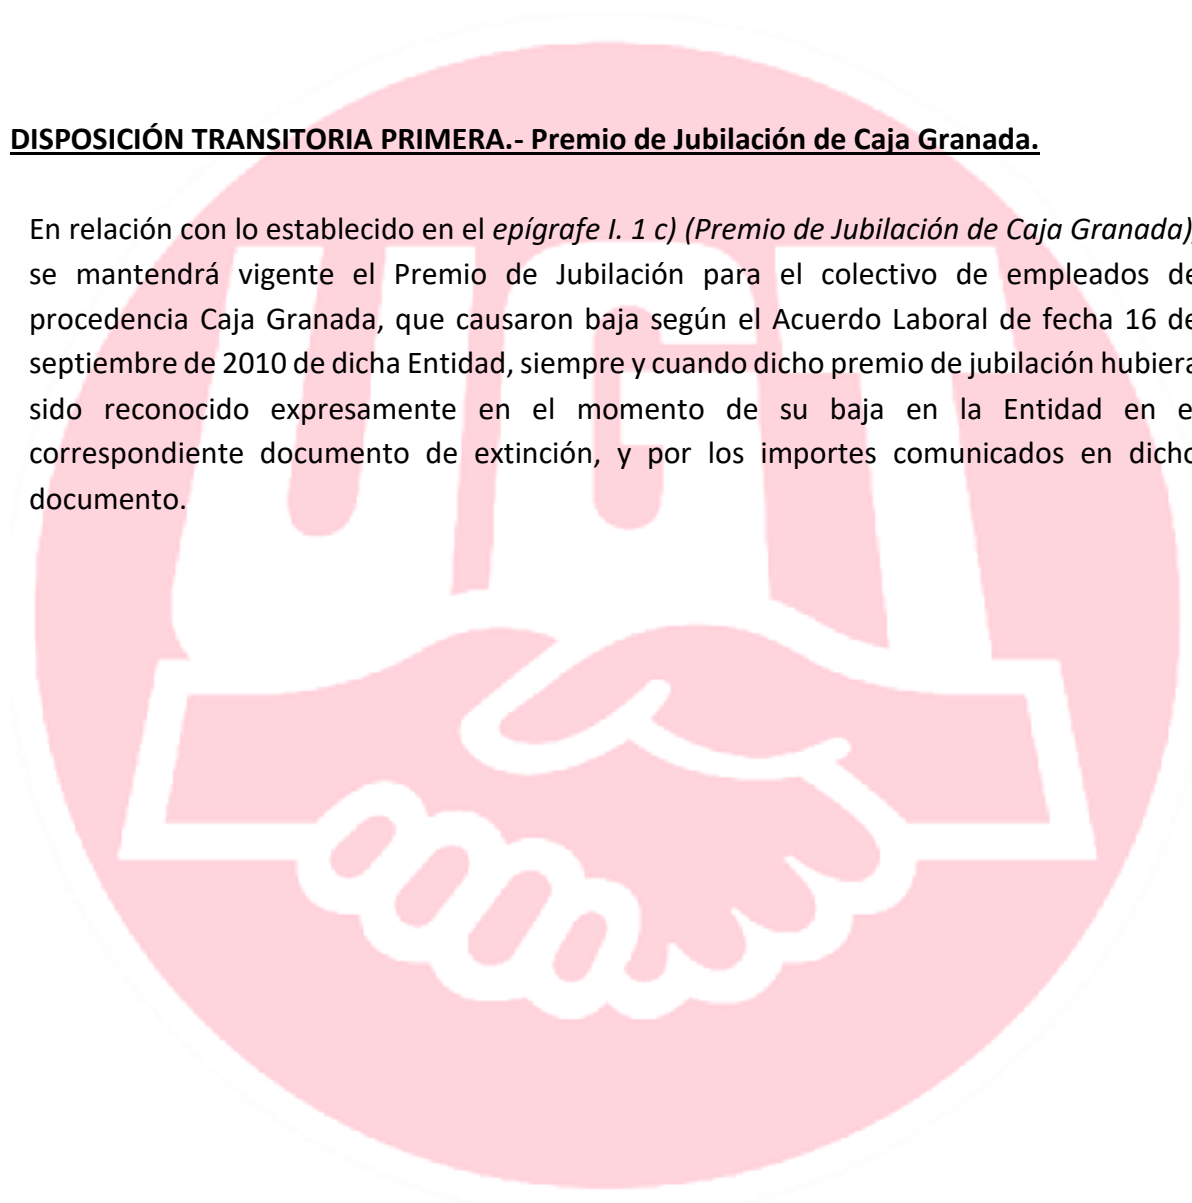 DISPOSICIÓN TRANSITORIA PRIMERA.- Premio de Jubilación de Caja Granada.
En relación con lo establecido en el epígrafe I. 1 c) (Premio de Jubilación de Caja Granada),
se mantendrá vigente el Premio de Jubilación para el colectivo de empleados de
procedencia Caja Granada, que causaron baja según el Acuerdo Laboral de fecha 16 de
septiembre de 2010 de dicha Entidad, siempre y cuando dicho premio de jubilación hubiera
sido reconocido expresamente en el momento de su baja en la Entidad en e
correspondiente documento de extinción, y por los importes comunicados en dicho
documento.
UGT